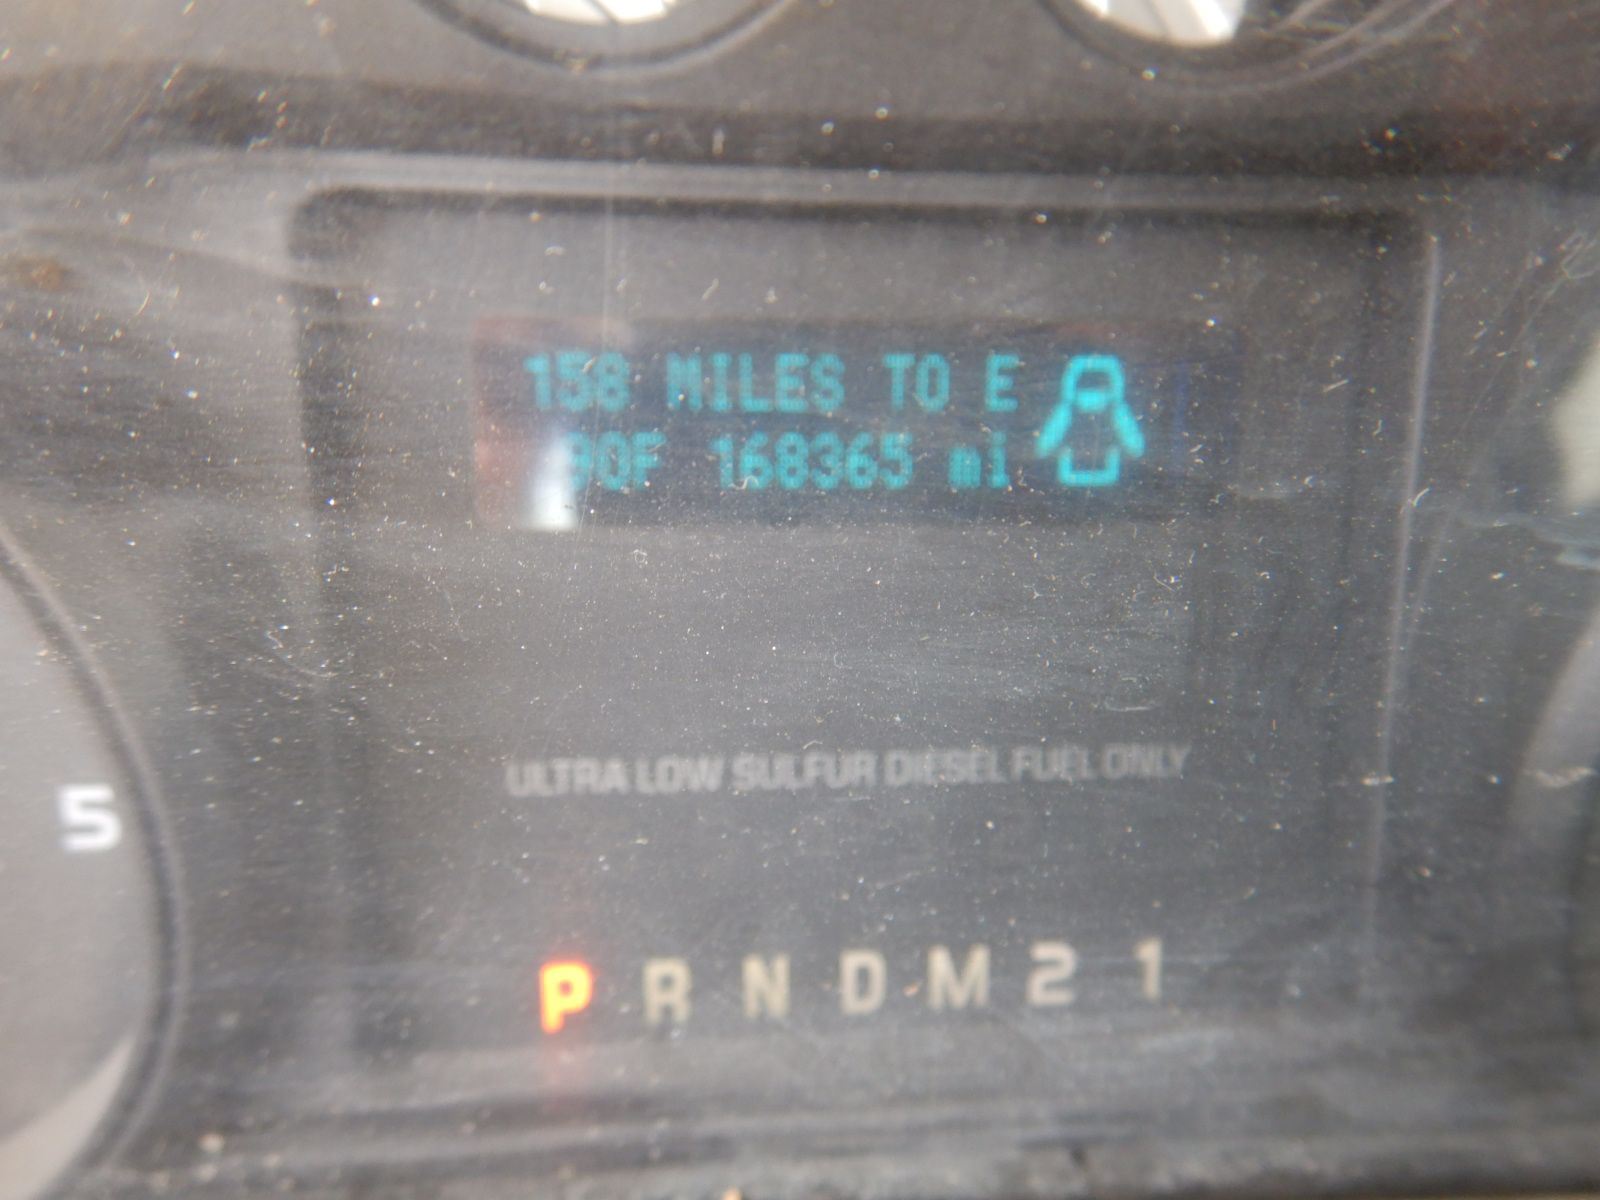 158 MILES TO E
90F 168365 mi
ULTRA LOW SULFUR DIESEL FUEL ONLY
5
P R N D M 2 1